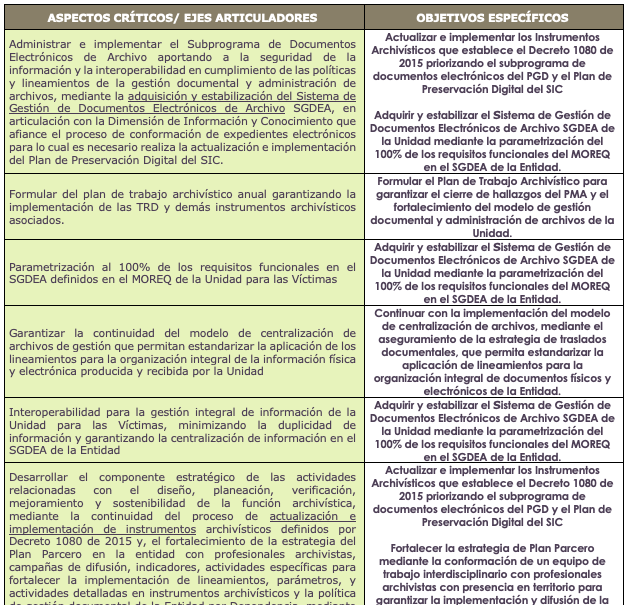 ASPECTOS CRÍTICOS/ EJES ARTICULADORES
OBJETIVOS ESPECÍFICOS
Administrar e implementar el Subprograma de Documentos
Electrónicos de Archivo aportando a la seguridad de la
información y la interoperabilidad en cumplimiento de las políticas
y lineamientos de la gestión documental y administración de
archivos, mediante la adquisición y estabilización del Sistema de
Gestión de Documentos Electrónicos de Archivo SGDEA, en
articulación con la Dimensión de Información y Conocimiento que
afiance el proceso de conformación de expedientes electrónicos
para lo cual es necesario realiza la actualización e implementación
del Plan de Preservación Digital del SIC.
Actualizar e implementar los Instrumentos
Archivísticos que establece el Decreto 1080 de
2015 priorizando el subprograma de
documentos electrónicos del PGD y el Plan de
Preservación Digital del SIC
Adquirir y estabilizar el Sistema de Gestión de
Documentos Electrónicos de Archivo SGDEA de
la Unidad mediante la parametrización del
100% de los requisitos funcionales del MOREQ
en el SGDEA de la Entidad.
Formular del plan de trabajo archivístico anual garantizando la
implementación de las TRD y demás instrumentos archivísticos
asociados.
Formular el Plan de Trabajo Archivístico para
garantizar el cierre de hallazgos del PMA y el
fortalecimiento del modelo de gestión
documental y administración de archivos de la
Unidad.
Parametrización al 100% de los requisitos funcionales en el
SGDEA definidos en el MOREQ de la Unidad para las Víctimas
Adquirir y estabilizar el Sistema de Gestión de
Documentos Electrónicos de Archivo SGDEA de
la Unidad mediante la parametrización del
100% de los requisitos funcionales del MOREQ
en el SGDEA de la Entidad.
Garantizar la continuidad del modelo de centralización de
archivos de gestión que permitan estandarizar la aplicación de los
lineamientos para la organización integral de la información física
y electrónica producida y recibida por la Unidad
Continuar con la implementación del modelo
de centralización de archivos, mediante el
aseguramiento de la estrategia de traslados
documentales, que permita estandarizar la
aplicación de lineamientos para la
organización integral de documentos físicos y
electrónicos de la Entidad.
Interoperabilidad para la gestión integral de información de la
Unidad para las Víctimas, minimizando la duplicidad de
información y garantizando la centralización de información en el
SGDEA de la Entidad
Adquirir y estabilizar el Sistema de Gestión de
Documentos Electrónicos de Archivo SGDEA de
la Unidad mediante la parametrización del
100% de los requisitos funcionales del MOREQ
en el SGDEA de la Entidad.
Desarrollar el componente estratégico de las actividades
relacionadas con el diseño, planeación, verificación,
mejoramiento y sostenibilidad de la función archivística,
mediante la continuidad del proceso de actualización e
implementación de instrumentos archivísticos definidos por
Decreto 1080 de 2015 y, el fortalecimiento de la estrategia del
Plan Parcero en la entidad con profesionales archivistas,
campañas de difusión, indicadores, actividades específicas para
fortalecer la implementación de lineamientos, parámetros, y
actividades detalladas en instrumentos archivísticos y la política
de gestión documental de la Entidad por Dependencia, mediante
Actualizar e implementar los Instrumentos
Archivísticos que establece el Decreto 1080 de
2015 priorizando el subprograma de
documentos electrónicos del PGD y el Plan de
Preservación Digital del SIC
Fortalecer la estrategia de Plan Parcero
mediante la conformación de un equipo de
trabajo interdisciplinario con profesionales
archivistas con presencia en territorio para
garantizar la implementación y difusión de la